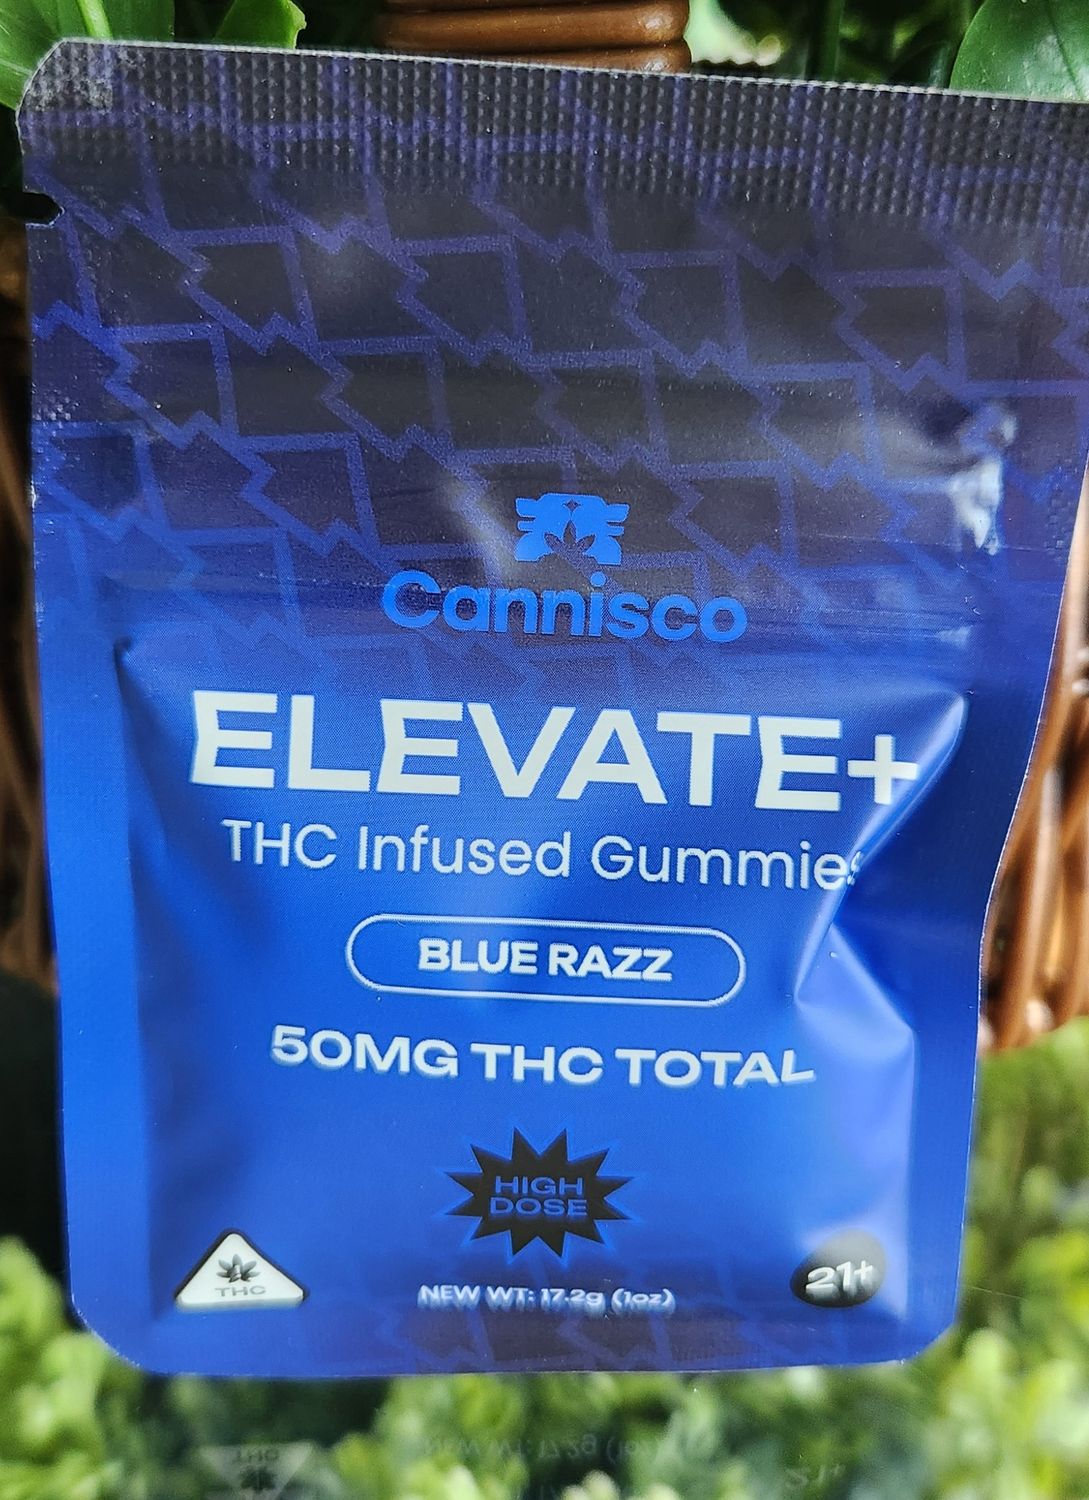 Cannisco
ELEVATE+
THC Infused Gummies
BLUE RAZZ
50MG THC TOTAL
HIGH
DOSE
THC
21+
NEW WT: 17.2g (1oz)